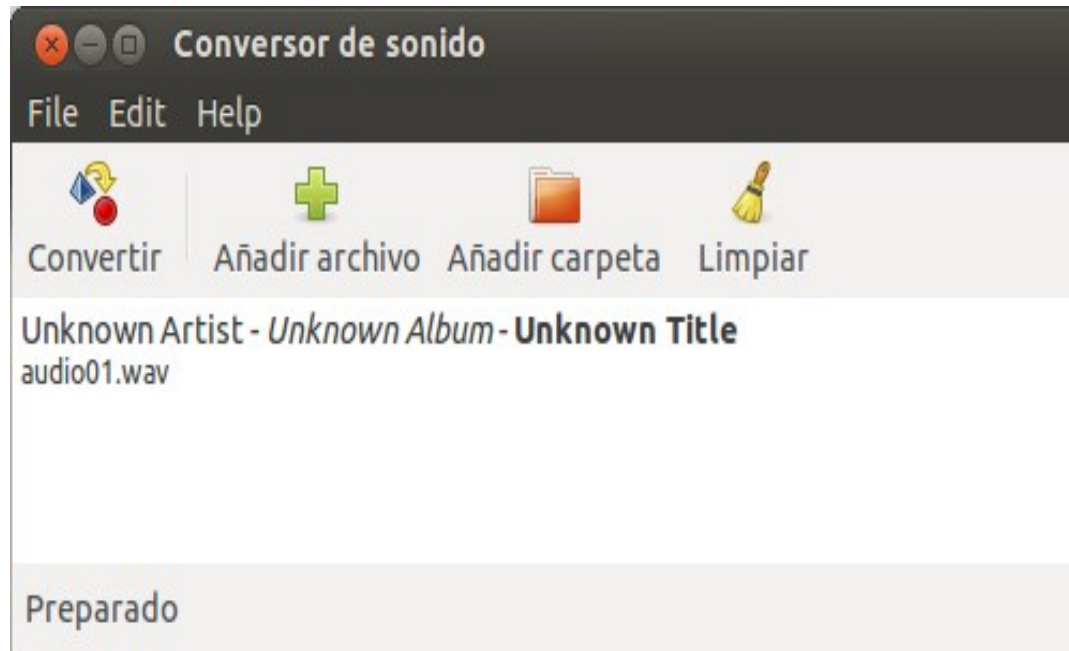 Conversor de sonido
File Edit Help
Convertir Añadir archivo Añadir carpeta Limpiar
Unknown Artist - Unknown Album - Unknown Title
audio01.wav
Preparado